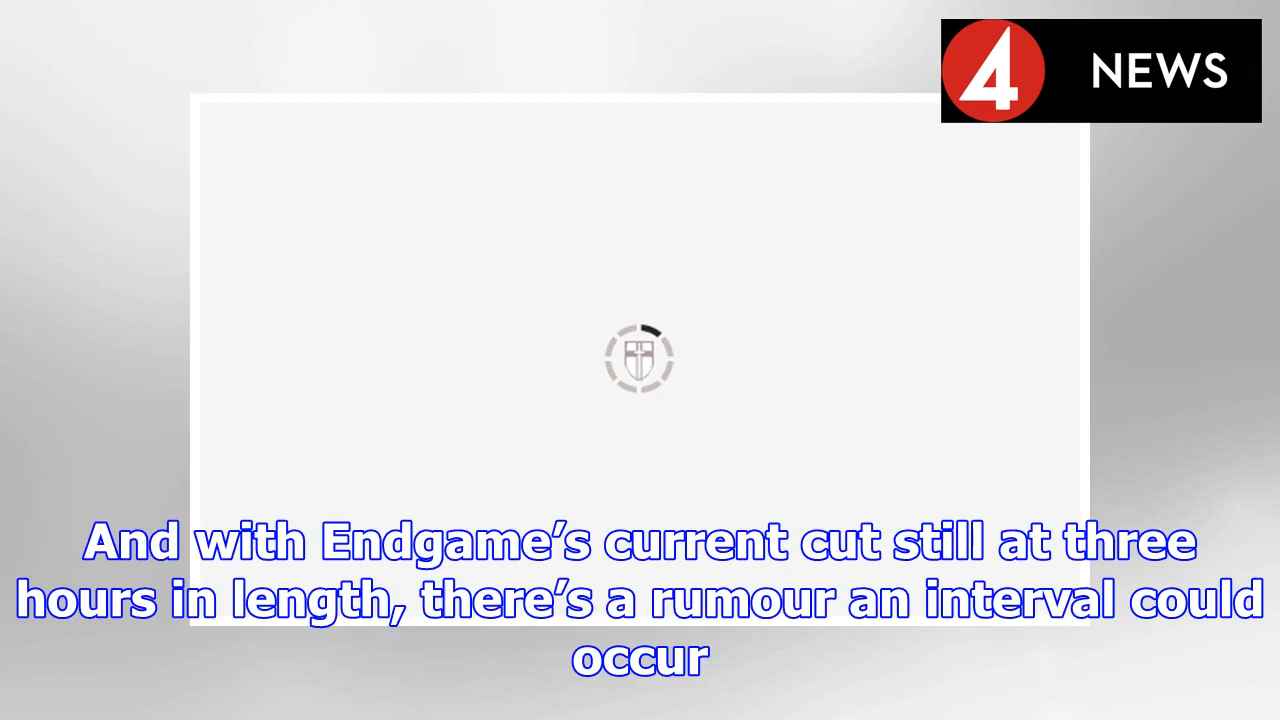 4 NEWS
And with Endgame’s current cut still at three
hours in length, there’s a rumour an interval could
occur